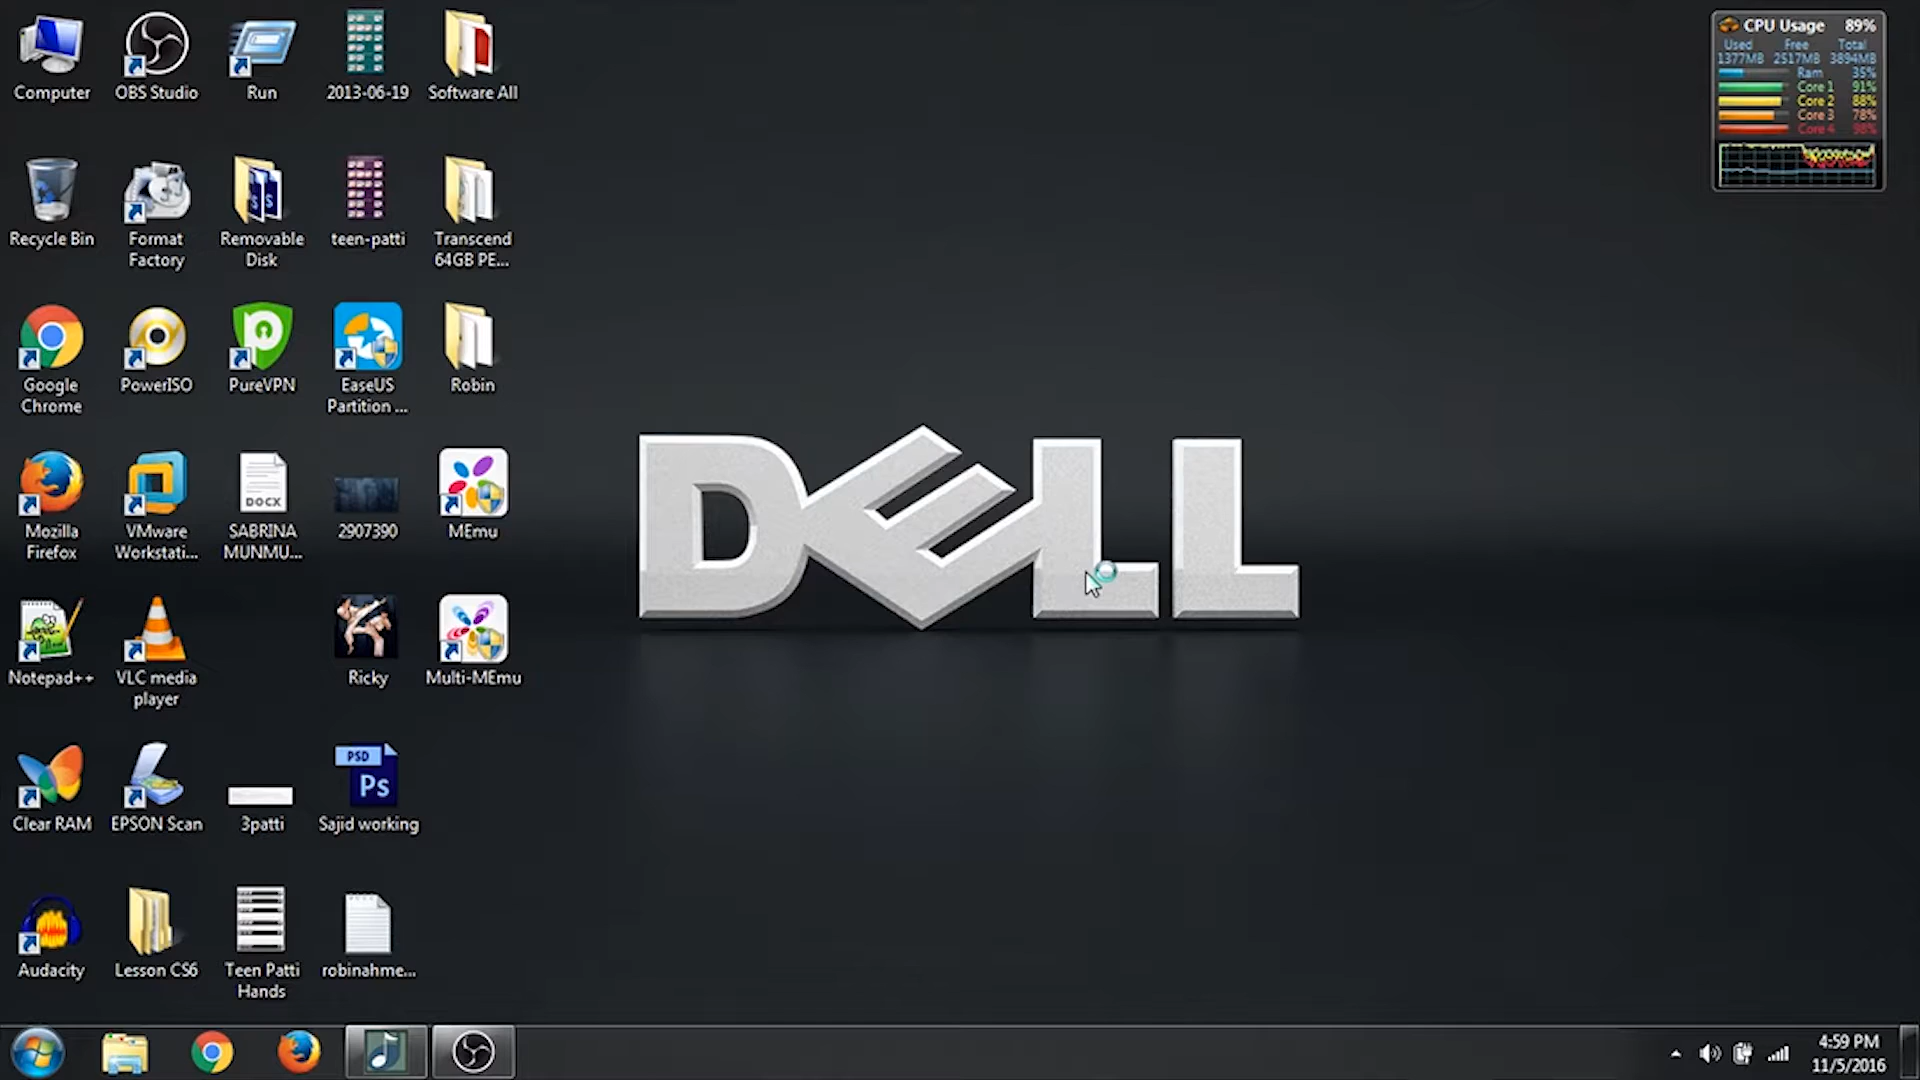 Computer
OBS Studio
Run
2013-06-19
Software All
Recycle Bin
Format
Factory
Removable
Disk
teen-patti
Transcend
64GB PE...
Google
Chrome
PowerISO
PureVPN
EaseUS
Partition ...
Robin
Mozilla
Firefox
VMware
Workstati...
DOCX
SABRINA
MUNMU...
2907390
MEmu
Notepad++
VLC media
player
Ricky
Multi-MEmu
Clear RAM
EPSON Scan
3patti
PSD
Ps
Sajid working
Audacity
Lesson CS6
Teen Patti
Hands
robinahme...
DELL
CPU Usage 89%
Used Free Total
1377MB 2517MB 3894MB
Ram 35%
Core 1 91%
Core 2 88%
Core 3 78%
Core 4 98%
4:59 PM
11/5/2016